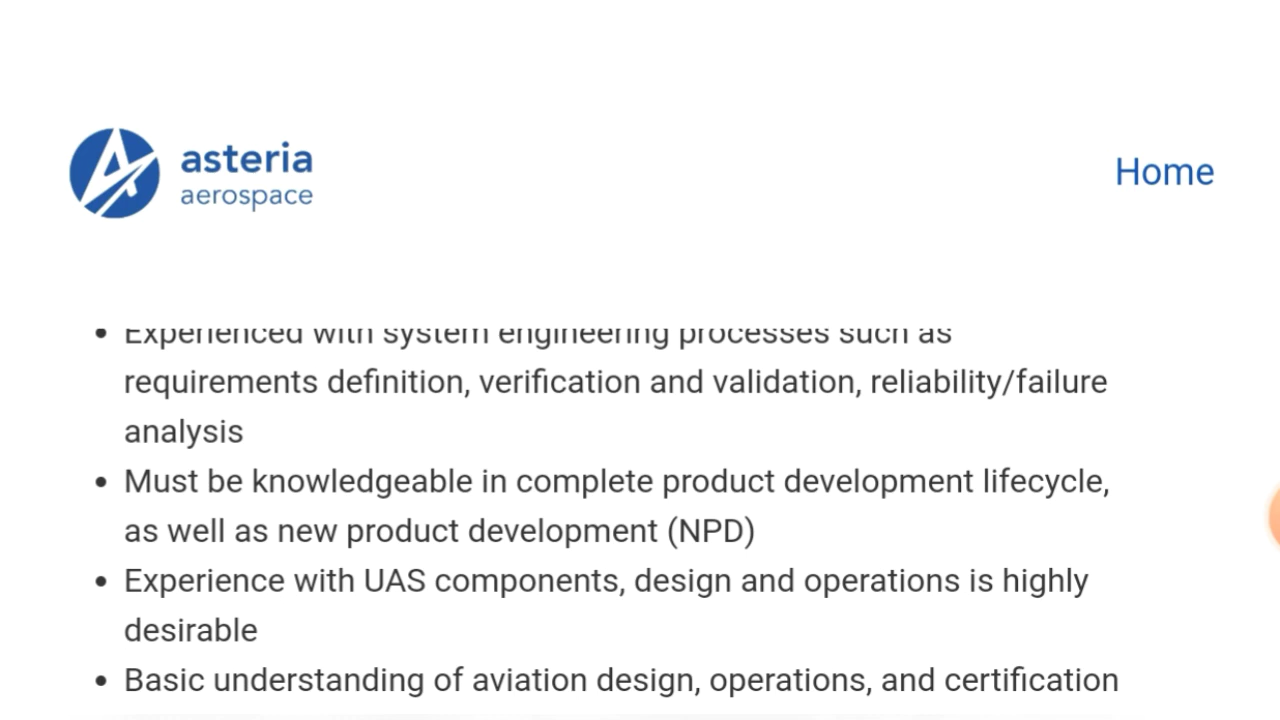 asteria
aerospace
Home
Experienced with system engineering processes such as
requirements definition, verification and validation, reliability/failure
analysis
Must be knowledgeable in complete product development lifecycle,
as well as new product development (NPD)
Experience with UAS components, design and operations is highly
desirable
Basic understanding of aviation design, operations, and certification